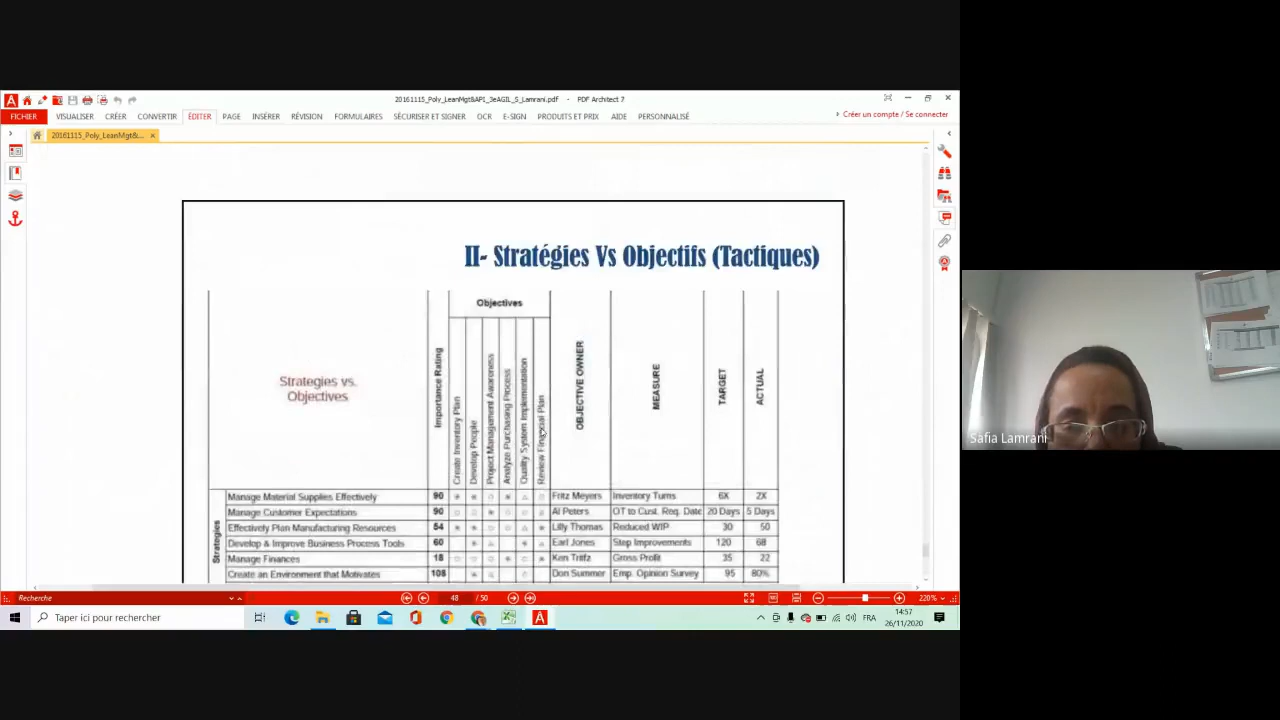 20161115_Poly_LeanMgt&API_JeAGIL_S_Lamrani.pdf - PDF Architect 7
FICHIER VISUALISER CRÉER CONVERTIR ÉDITER PAGE INSÉRER RÉVISION FORMULAIRES SÉCURISER ET SIGNER OCR E-SIGN PRODUITS ET PRIX AIDE PERSONNALISÉ
Créer un compte / Se connecter
20161115_Poly_LeanMgt&...
II- Stratégies Vs Objectifs (Tactiques)
Strategies vs.
Objectives
Importance Rating
Objectives
Create Inventory Plan
Develop People
Project Management Awareness
Analyze Purchasing Process
Quality System Implementation
Review Financial Plan
OBJECTIVE OWNER
MEASURE
TARGET
ACTUAL
Strategies
Manage Material Supplies Effectively 90 Fritz Meyers Inventory Turns 6X 2X
Manage Customer Expectations 90 Al Peters OT to Cust. Req. Date 20 Days 5 Days
Effectively Plan Manufacturing Resources 54 Lilly Thomas Reduced WIP 30 50
Develop & Improve Business Process Tools 60 Earl Jones Step Improvements 120 68
Manage Finances 18 Ken Gross Profit 35 22
Create an Environment that Motivates 108 Don Summer Emp. Opinion Survey 95 80%
Safia Lamrani
Recherche
48 / 50
220%
Taper ici pour rechercher
FRA
14:57
26/11/2020